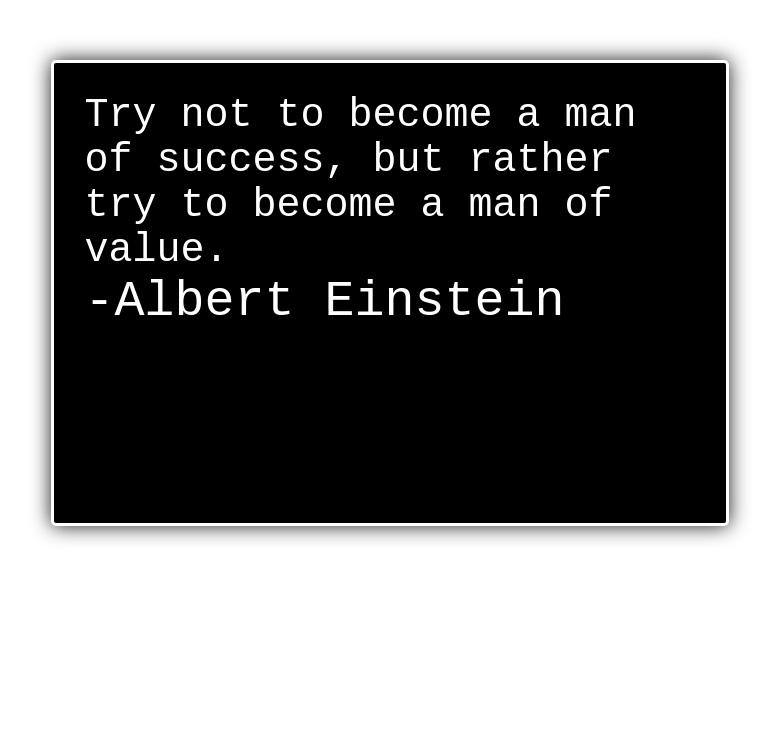 Try not to become a man
of success, but rather
try to become a man of
value.
-Albert Einstein